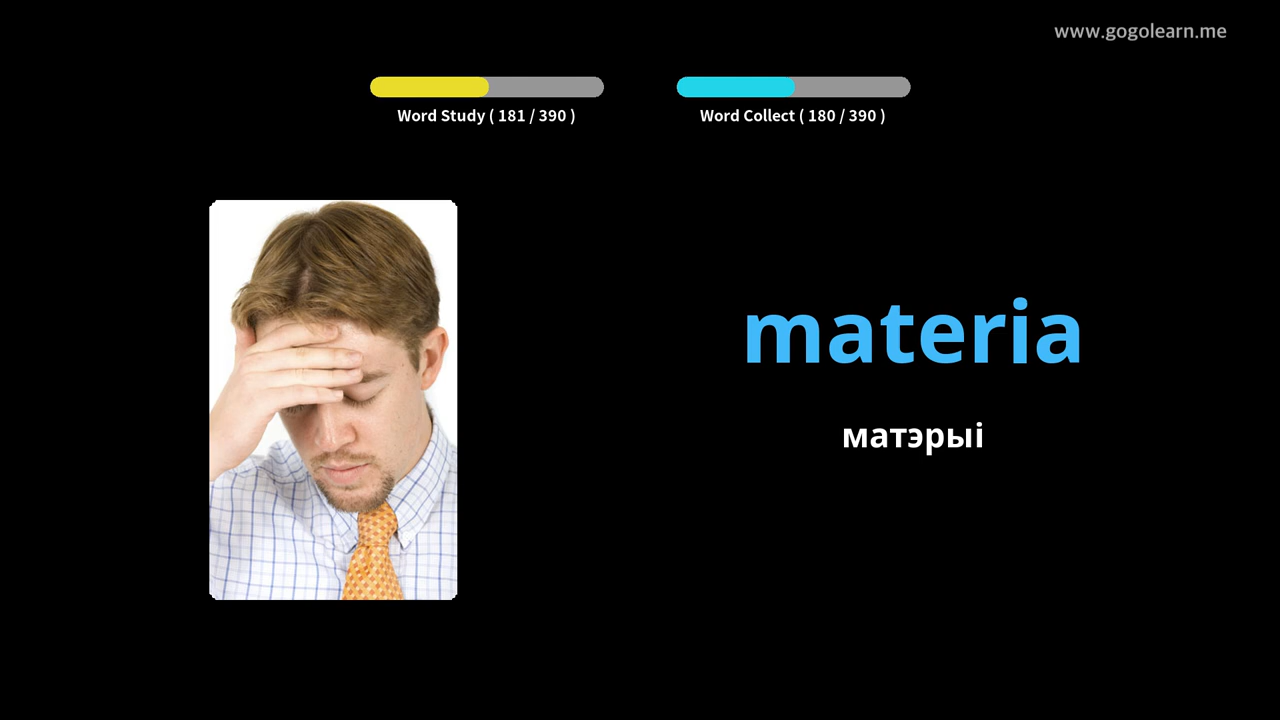 www.gogolearn.me
Word Study ( 181 / 390 )
Word Collect ( 180 / 390 )
materia
матэрыі